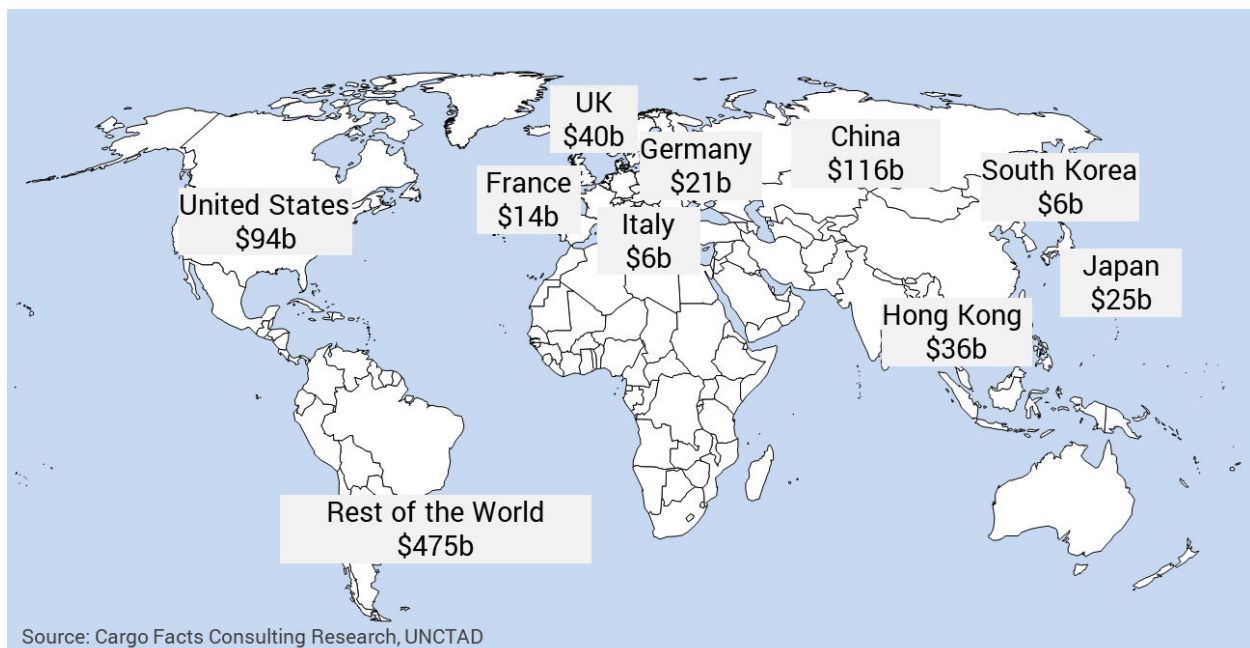 UK
$40b
China
$116b
Germany
$21b
South Korea
$6b
France
$14b
United States
$94b
Italy
$6b
Japan
$25b
Hong Kong
$36b
Rest of the World
$475b
Source: Cargo Facts Consulting Research, UNCTAD